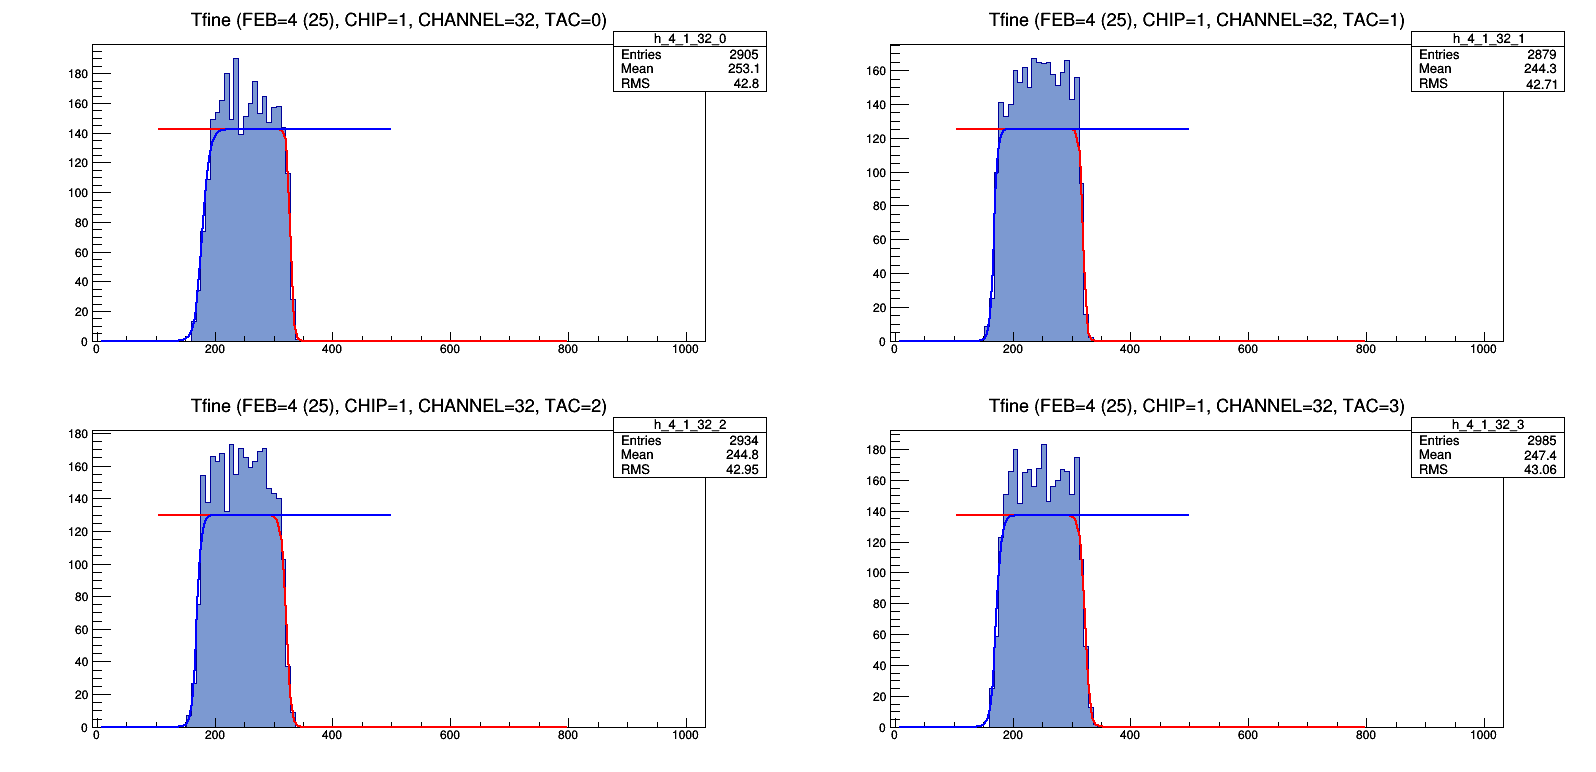 Tfine (FEB=4 (25), CHIP=1, CHANNEL=32, TAC=0)
h_4_1_32_0
Entries 2905
Mean 253.1
RMS 42.8
180
160
140
120
100
80
60
40
20
0
0 200 400 600 800 1000
Tfine (FEB=4 (25), CHIP=1, CHANNEL=32, TAC=1)
h_4_1_32_1
Entries 2879
Mean 244.3
RMS 42.71
160
140
120
100
80
60
40
20
0
0 200 400 600 800 1000
Tfine (FEB=4 (25), CHIP=1, CHANNEL=32, TAC=2)
h_4_1_32_2
Entries 2934
Mean 244.8
RMS 42.95
180
160
140
120
100
80
60
40
20
0
0 200 400 600 800 1000
Tfine (FEB=4 (25), CHIP=1, CHANNEL=32, TAC=3)
h_4_1_32_3
Entries 2985
Mean 247.4
RMS 43.06
180
160
140
120
100
80
60
40
20
0
0 200 400 600 800 1000